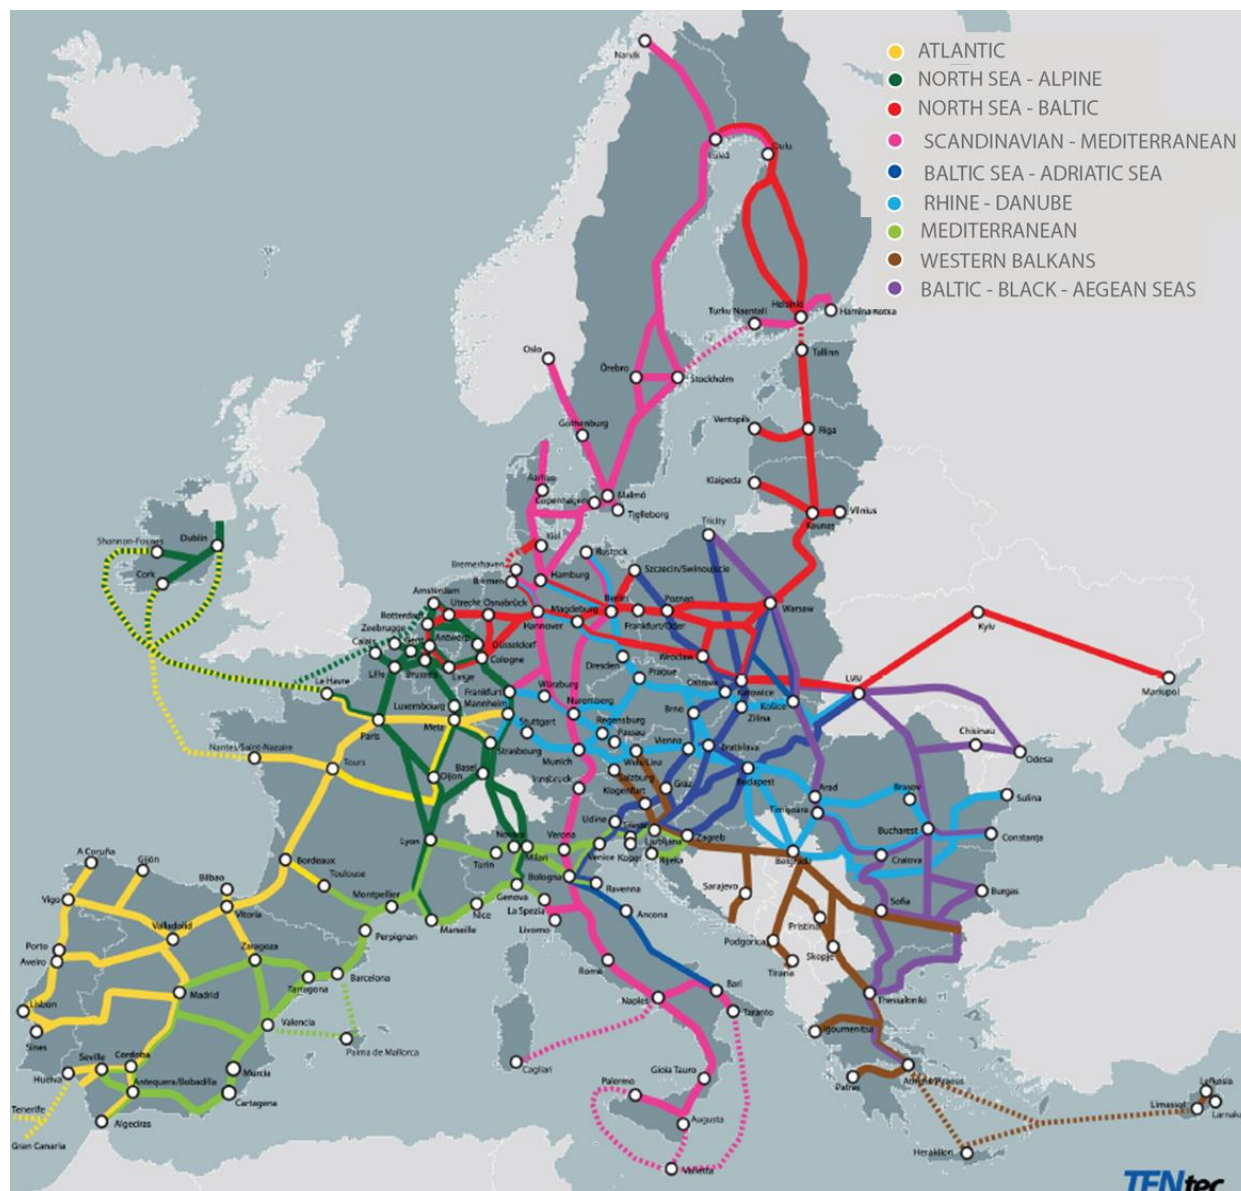 ATLANTIC
NORTH SEA - ALPINE
NORTH SEA - BALTIC
SCANDINAVIAN - MEDITERRANEAN
BALTIC SEA - ADRIATIC SEA
RHINE - DANUBE
MEDITERRANEAN
WESTERN BALKANS
BALTIC - BLACK - AEGEAN SEAS
Narvik
Luleå
Oulu
Turku Naantali
Helsinki
Hamina Kotka
Tallinn
Oslo
Örebro
Stockholm
Gothenburg
Ventspils
Riga
Klaipeda
Kaunas
Vilnius
Aarhus
Copenhagen
Malmö
Trelleborg
Tricity
Shannon-Foynes
Dublin
Cork
Kiel
Rostock
Bremerhaven
Bremen
Hamburg
Szczecin/Swinoujscie
Amsterdam
Utrecht
Osnabrück
Magdeburg
Berlin
Poznan
Warsaw
Rotterdam
Hannover
Frankfurt/Oder
Kyiv
Zeebrugge
Calais
Gent
Antwerp
Düsseldorf
Cologne
Wroclaw
Lille
Brussels
Liege
Dresden
Prague
Ostrava
Katowice
Lviv
Mariupol
Le Havre
Frankfurt
Würzburg
Luxembourg
Mannheim
Nuremberg
Brno
Zilina
Košice
Paris
Metz
Stuttgart
Regensburg
Passau
Strasbourg
Vienna
Bratislava
Chisinau
Odesa
Nantes/Saint-Nazaire
Tours
Dijon
Basel
Munich
Wels/Linz
Salzburg
Innsbruck
Klagenfurt
Graz
Budapest
Arad
Brasov
Sulina
Timişoara
Lyon
Novara
Milan
Turin
Verona
Udine
Trieste
Venice
Koper
Ljubljana
Rijeka
Zagreb
Belgrade
Bucharest
Constanta
Craiova
A Coruña
Gijón
Bilbao
Bordeaux
Toulouse
Vigo
Vitoria
Montpellier
Genova
Bologna
Ravenna
Nice
La Spezia
Livorno
Marseille
Ancona
Sarajevo
Burgas
Sofia
Pristina
Podgorica
Skopje
Tirana
Valladolid
Porto
Aveiro
Zaragoza
Perpignan
Barcelona
Tarragona
Madrid
Lisbon
Sines
Valencia
Palma de Mallorca
Rome
Naples
Bari
Taranto
Thessaloniki
Igoumenitsa
Cagliari
Seville
Cordoba
Huelva
Antequera/Bobadilla
Murcia
Cartagena
Algeciras
Tenerife
Gran Canaria
Gioia Tauro
Palermo
Augusta
Valletta
Patras
Athens/Piraeus
Heraklion
Lefkosia
Limassol
TENtec